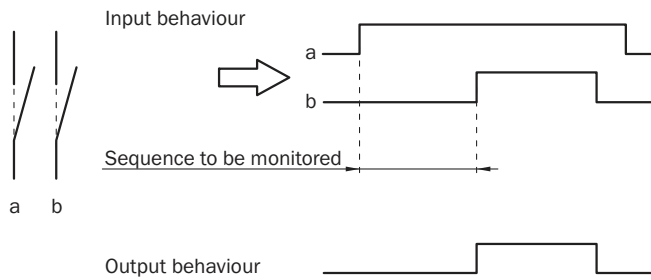 Input behaviour
a
b
Sequence to be monitored
a b
Output behaviour